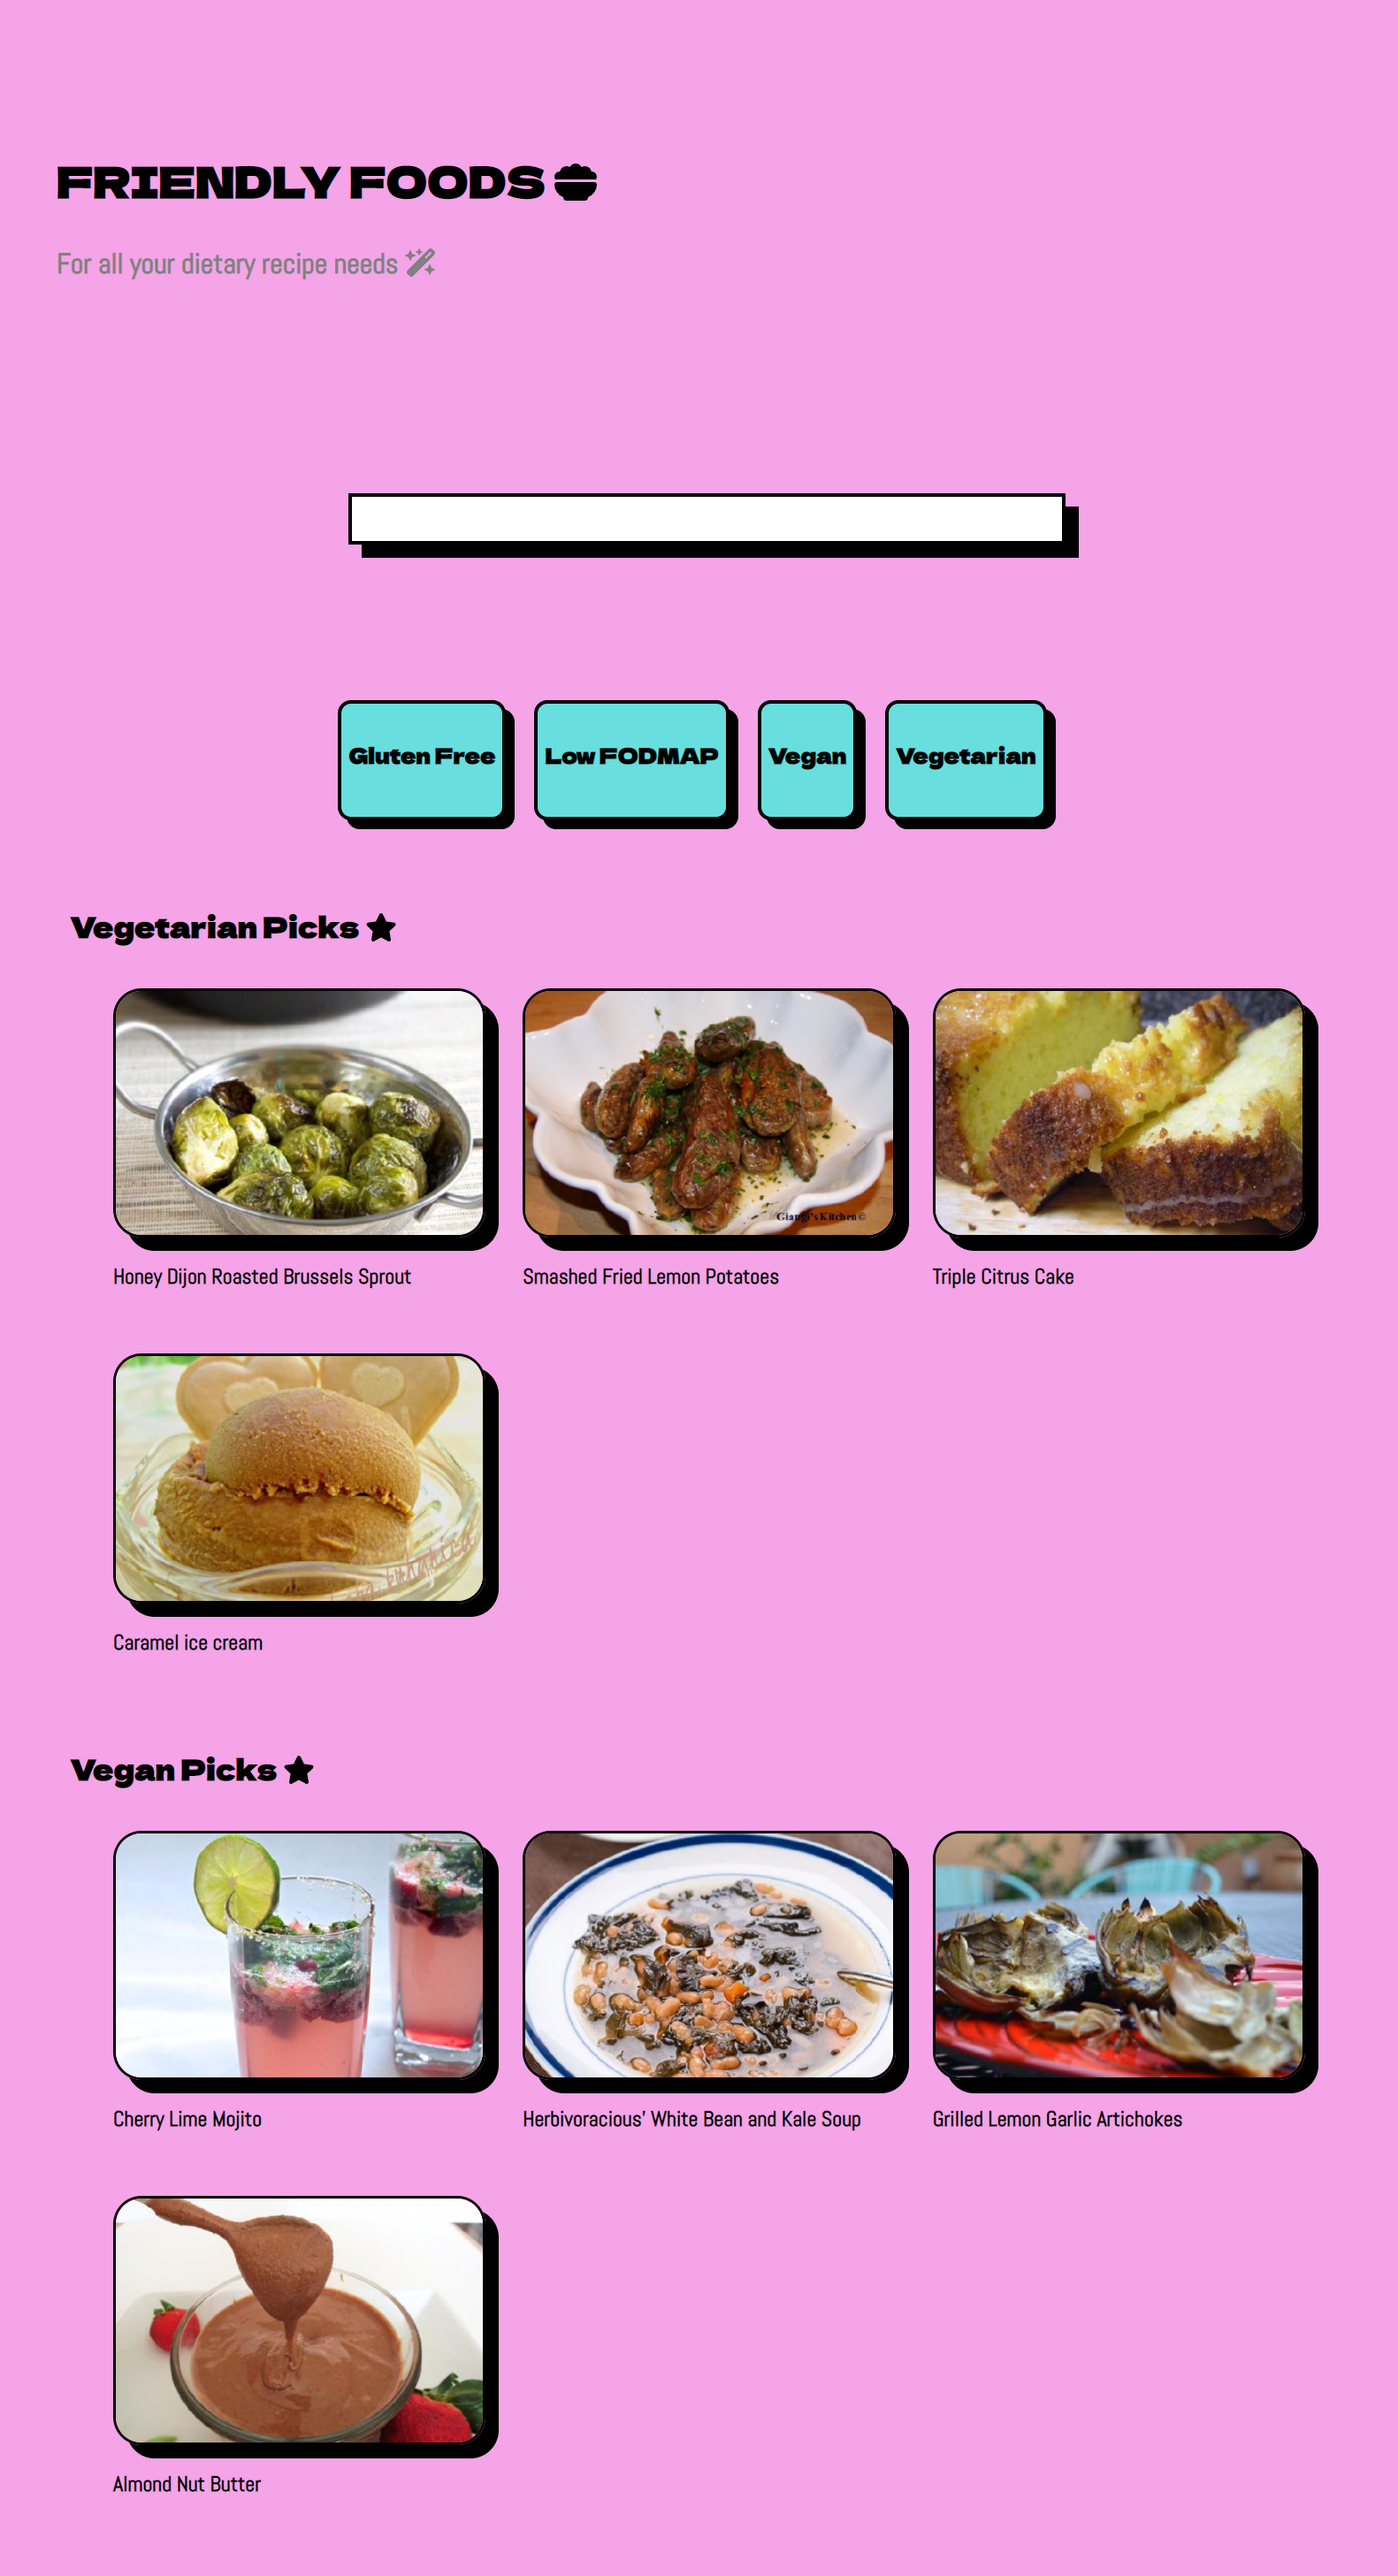 FRIENDLY FOODS
For all your dietary recipe needs
Gluten Free
Low FODMAP
Vegan
Vegetarian
Vegetarian Picks
Giangi's Kitchen©
Honey Dijon Roasted Brussels Sprout
Smashed Fried Lemon Potatoes
Triple Citrus Cake
Caramel ice cream
Vegan Picks
Cherry Lime Mojito
Herbivoracious' White Bean and Kale Soup
Grilled Lemon Garlic Artichokes
Almond Nut Butter